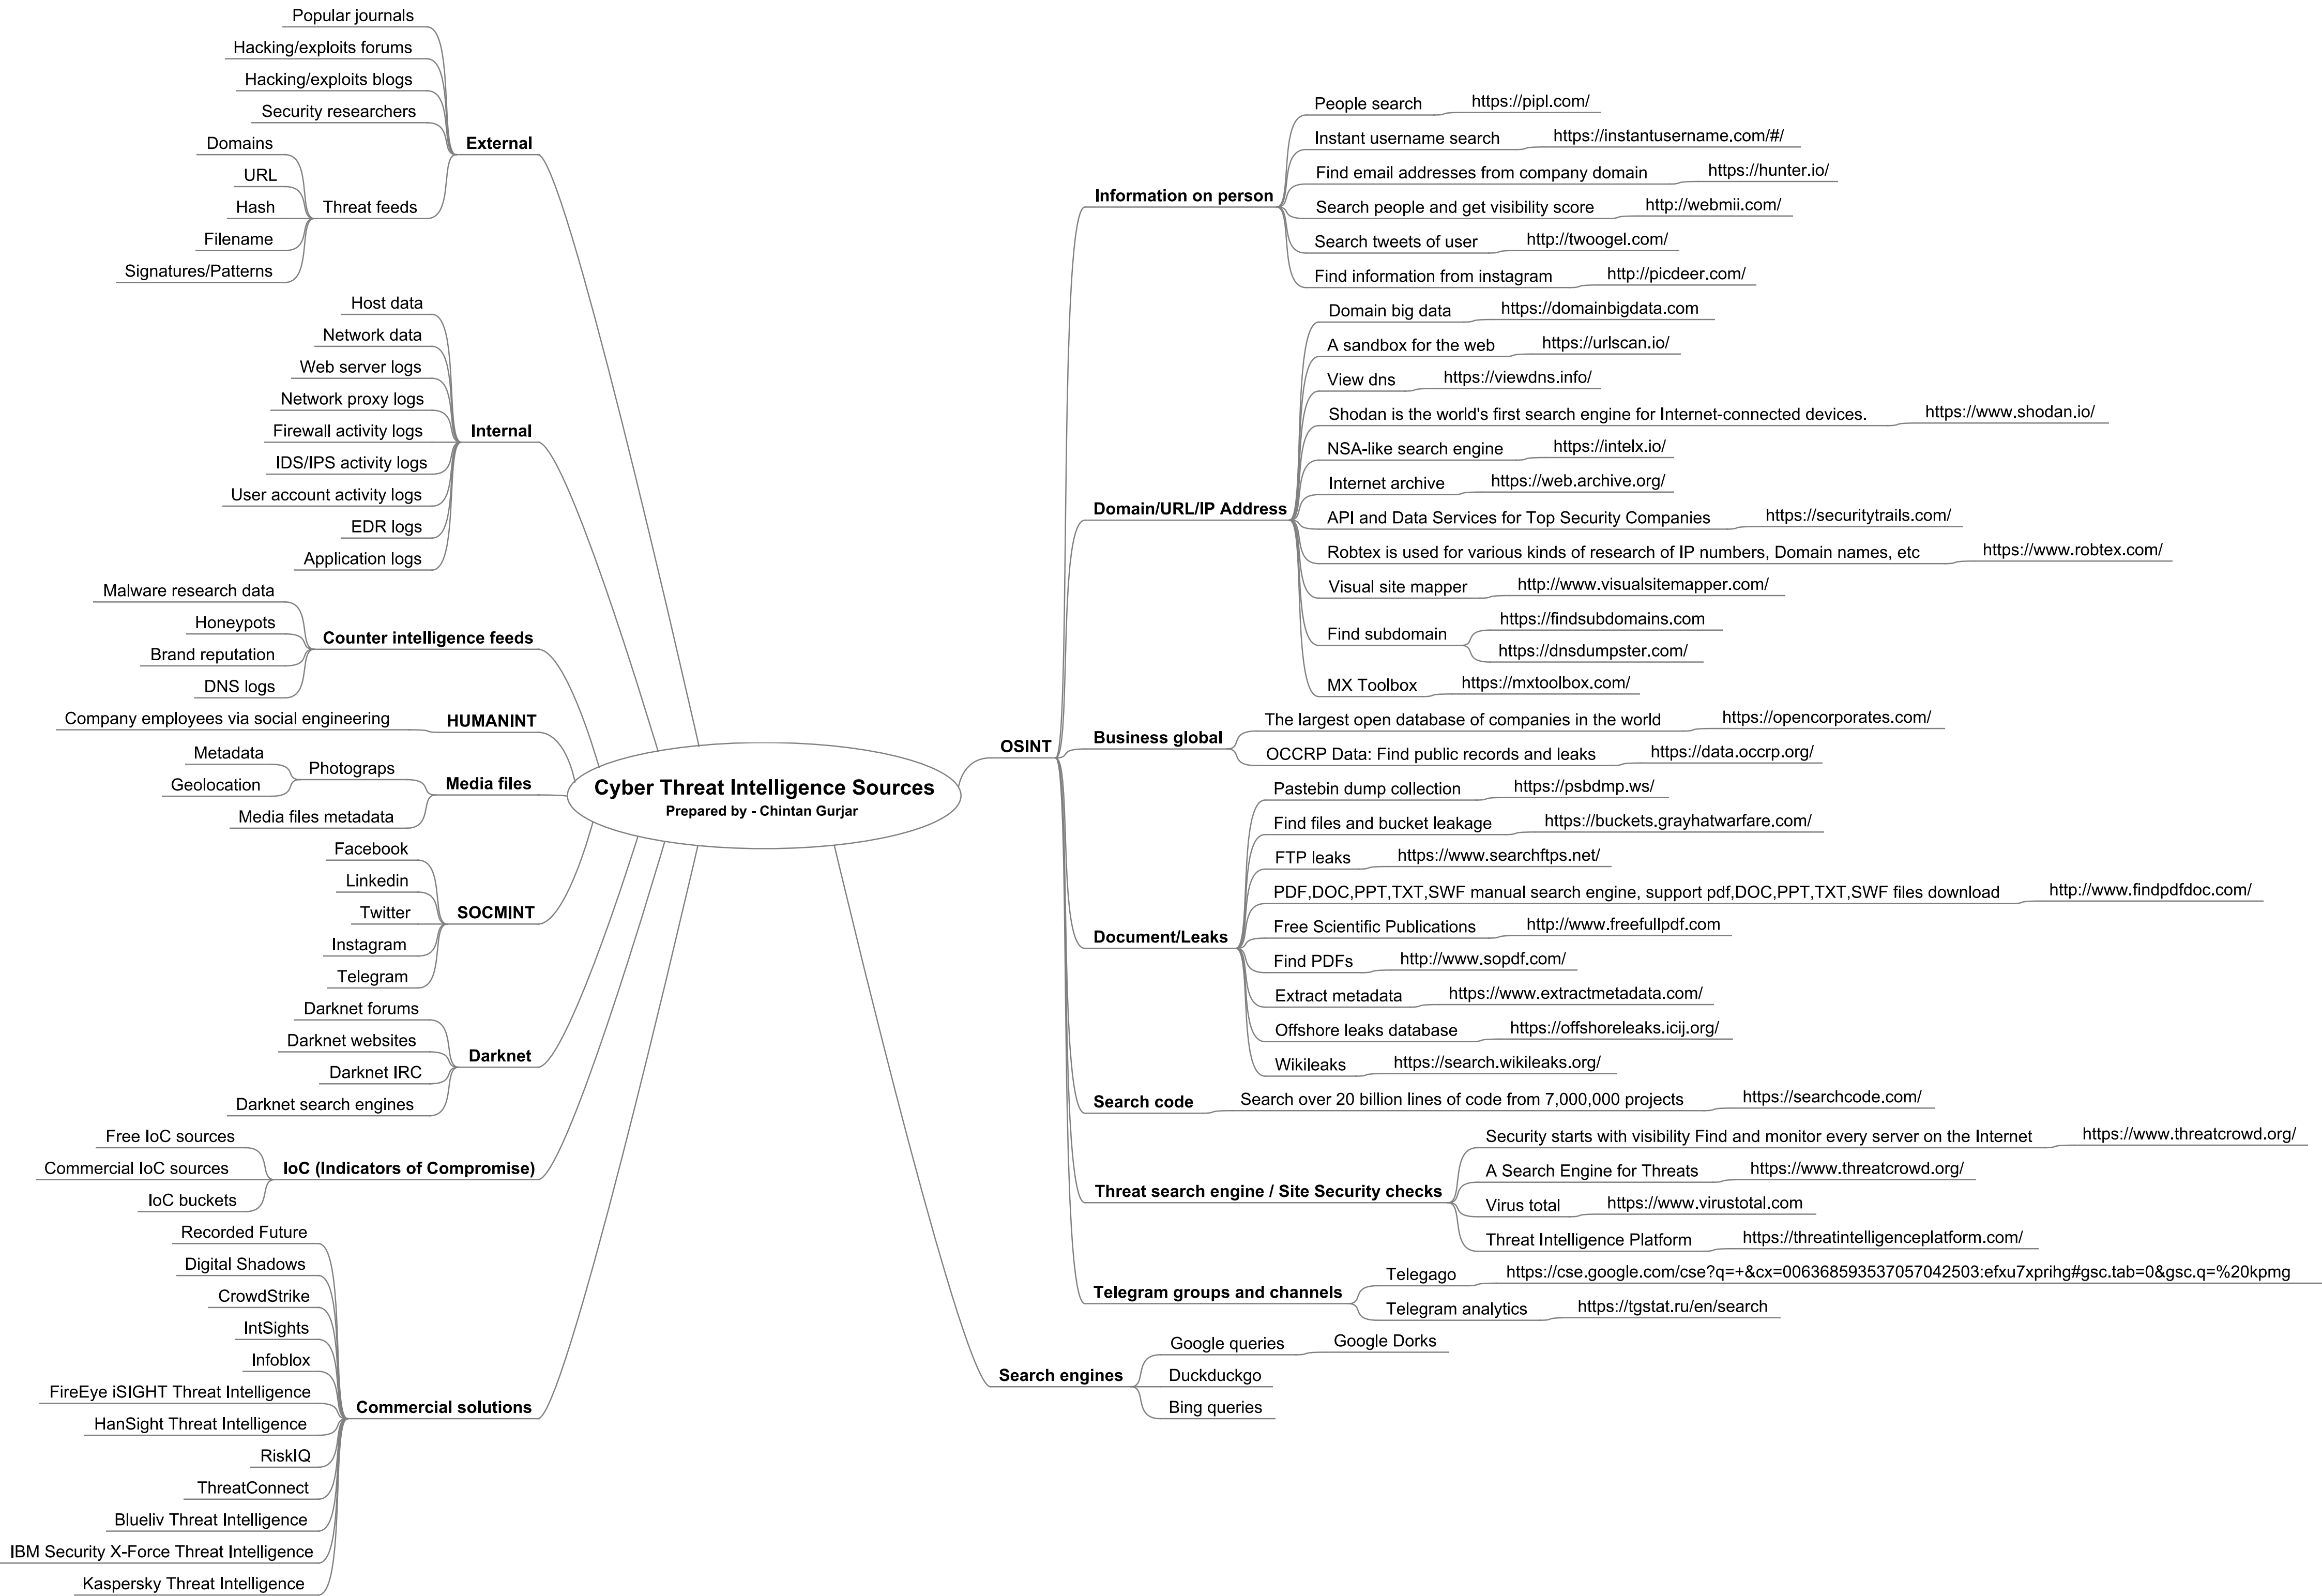 Cyber Threat Intelligence Sources
Prepared by - Chintan Gurjar
External
Popular journals
Hacking/exploits forums
Hacking/exploits blogs
Security researchers
Threat feeds
Domains
URL
Hash
Filename
Signatures/Patterns
Internal
Host data
Network data
Web server logs
Network proxy logs
Firewall activity logs
IDS/IPS activity logs
User account activity logs
EDR logs
Application logs
Counter intelligence feeds
Malware research data
Honeypots
Brand reputation
DNS logs
HUMANINT
Company employees via social engineering
Media files
Photograps
Metadata
Geolocation
Media files metadata
SOCMINT
Facebook
Linkedin
Twitter
Instagram
Telegram
Darknet
Darknet forums
Darknet websites
Darknet IRC
Darknet search engines
IoC (Indicators of Compromise)
Free IoC sources
Commercial IoC sources
IoC buckets
Commercial solutions
Recorded Future
Digital Shadows
CrowdStrike
IntSights
Infoblox
FireEye iSIGHT Threat Intelligence
HanSight Threat Intelligence
RiskIQ
ThreatConnect
Blueliv Threat Intelligence
IBM Security X-Force Threat Intelligence
Kaspersky Threat Intelligence
OSINT
Information on person
People search https://pipl.com/
Instant username search https://instantusername.com/#/
Find email addresses from company domain https://hunter.io/
Search people and get visibility score http://webmii.com/
Search tweets of user http://twoogel.com/
Find information from instagram http://picdeer.com/
Domain/URL/IP Address
Domain big data https://domainbigdata.com
A sandbox for the web https://urlscan.io/
View dns https://viewdns.info/
Shodan is the world's first search engine for Internet-connected devices. https://www.shodan.io/
NSA-like search engine https://intelx.io/
Internet archive https://web.archive.org/
API and Data Services for Top Security Companies https://securitytrails.com/
Robtex is used for various kinds of research of IP numbers, Domain names, etc https://www.robtex.com/
Visual site mapper http://www.visualsitemapper.com/
Find subdomain
https://findsubdomains.com
https://dnsdumpster.com/
MX Toolbox https://mxtoolbox.com/
Business global
The largest open database of companies in the world https://opencorporates.com/
OCCRP Data: Find public records and leaks https://data.occrp.org/
Document/Leaks
Pastebin dump collection https://psbdmp.ws/
Find files and bucket leakage https://buckets.grayhatwarfare.com/
FTP leaks https://www.searchftps.net/
PDF,DOC,PPT,TXT,SWF manual search engine, support pdf,DOC,PPT,TXT,SWF files download http://www.findpdfdoc.com/
Free Scientific Publications http://www.freefullpdf.com
Find PDFs http://www.sopdf.com/
Extract metadata https://www.extractmetadata.com/
Offshore leaks database https://offshoreleaks.icij.org/
Wikileaks https://search.wikileaks.org/
Search code
Search over 20 billion lines of code from 7,000,000 projects https://searchcode.com/
Threat search engine / Site Security checks
Security starts with visibility Find and monitor every server on the Internet https://www.threatcrowd.org/
A Search Engine for Threats https://www.threatcrowd.org/
Virus total https://www.virustotal.com
Threat Intelligence Platform https://threatintelligenceplatform.com/
Telegram groups and channels
Telegago https://cse.google.com/cse?q=+&cx=006368593537057042503:efxu7xprihg#gsc.tab=0&gsc.q=%20kpmg
Telegram analytics https://tgstat.ru/en/search
Search engines
Google queries Google Dorks
Duckduckgo
Bing queries